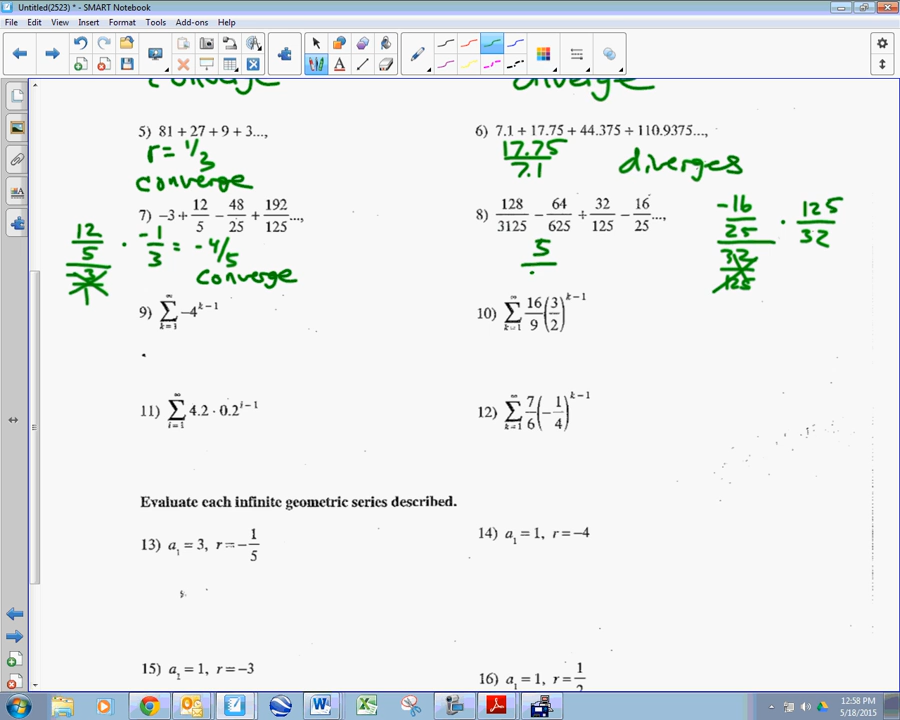 Untitled(2523) * - SMART Notebook
File Edit View Insert Format Tools Add-ons Help
converge
diverge
5) 81 + 27 + 9 + 3...,
r = 1/3
converge
6) 7.1 + 17.75 + 44.375 + 110.9375...,
17.75/7.1
diverges
7) −3 + 12/5 − 48/25 + 192/125 ...,
12/5 / -3/1 · -1/3 = -4/5
converge
8) 128/3125 − 64/625 + 32/125 − 16/25 ...,
5
-16/25 / 32/125 · 125/32
9) ∞ Σ k=1 −4^(k−1)
10) ∞ Σ k=1 16/9 (3/2)^(k−1)
11) ∞ Σ i=1 4.2 · 0.2^(i−1)
12) ∞ Σ k=1 7/6 (−1/4)^(k−1)
Evaluate each infinite geometric series described.
13) a₁ = 3, r = −1/5
14) a₁ = 1, r = −4
15) a₁ = 1, r = −3
16) a₁ = 1, r = 1/2
12:58 PM
5/18/2015